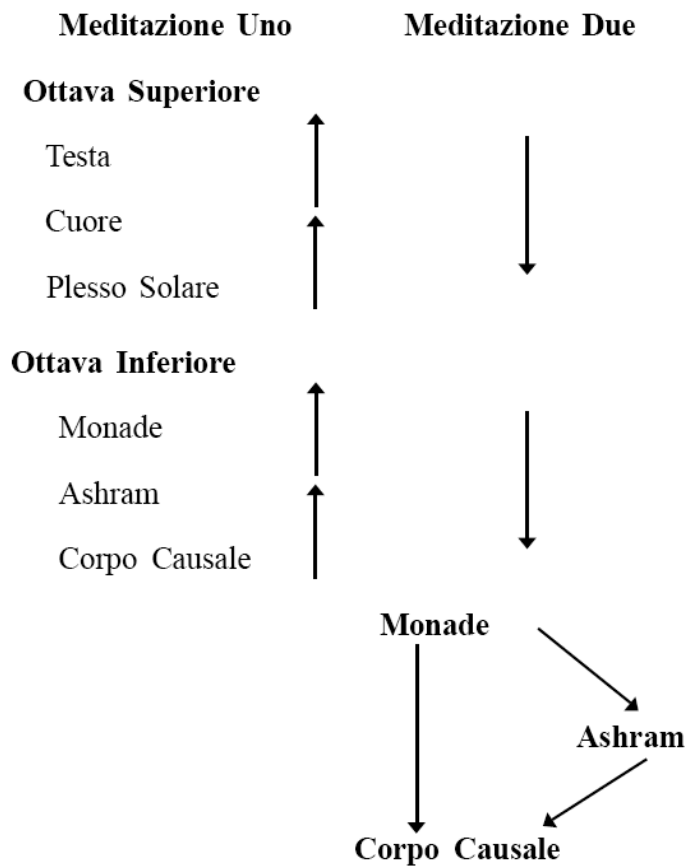 Meditazione Uno Meditazione Due
Ottava Superiore
Testa
Cuore
Plesso Solare
Ottava Inferiore
Monade
Ashram
Corpo Causale
Monade
Ashram
Corpo Causale